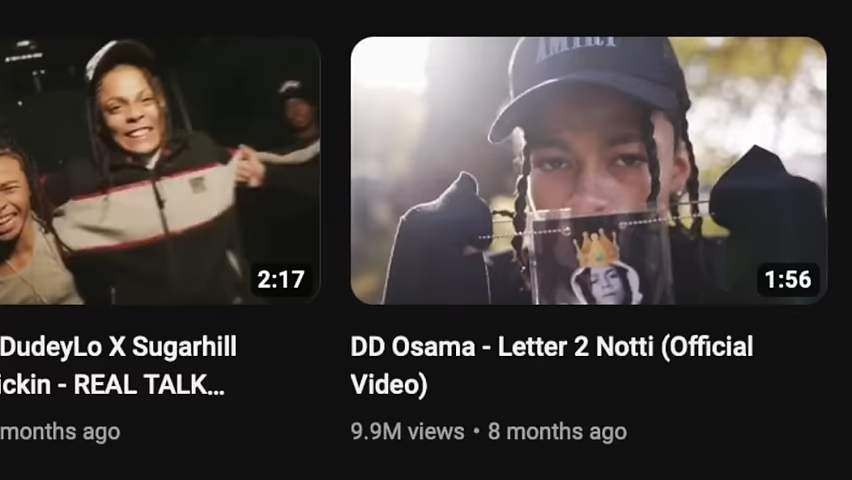 AMIRI
2:17
1:56
DudeyLo X Sugarhill
ickin - REAL TALK...
months ago
DD Osama - Letter 2 Notti (Official
Video)
9.9M views • 8 months ago